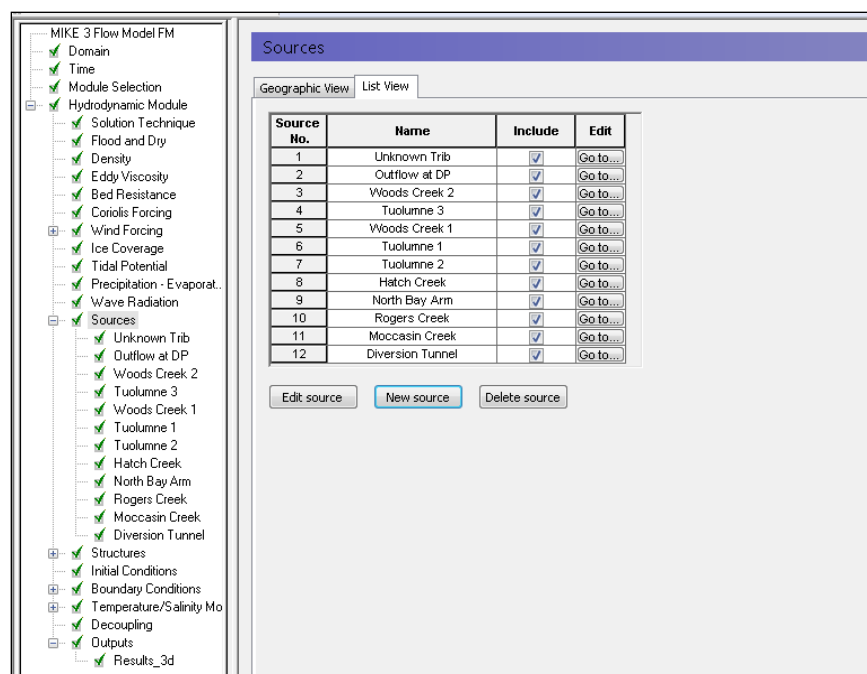 MIKE 3 Flow Model FM
Domain
Time
Module Selection
Hydrodynamic Module
Solution Technique
Flood and Dry
Density
Eddy Viscosity
Bed Resistance
Coriolis Forcing
Wind Forcing
Ice Coverage
Tidal Potential
Precipitation - Evaporat..
Wave Radiation
Sources
Unknown Trib
Outflow at DP
Woods Creek 2
Tuolumne 3
Woods Creek 1
Tuolumne 1
Tuolumne 2
Hatch Creek
North Bay Arm
Rogers Creek
Moccasin Creek
Diversion Tunnel
Structures
Initial Conditions
Boundary Conditions
Temperature/Salinity Mo
Decoupling
Outputs
Results_3d
Sources
Geographic View List View
Source No. Name Include Edit
1 Unknown Trib Go to...
2 Outflow at DP Go to...
3 Woods Creek 2 Go to...
4 Tuolumne 3 Go to...
5 Woods Creek 1 Go to...
6 Tuolumne 1 Go to...
7 Tuolumne 2 Go to...
8 Hatch Creek Go to...
9 North Bay Arm Go to...
10 Rogers Creek Go to...
11 Moccasin Creek Go to...
12 Diversion Tunnel Go to...
Edit source New source Delete source